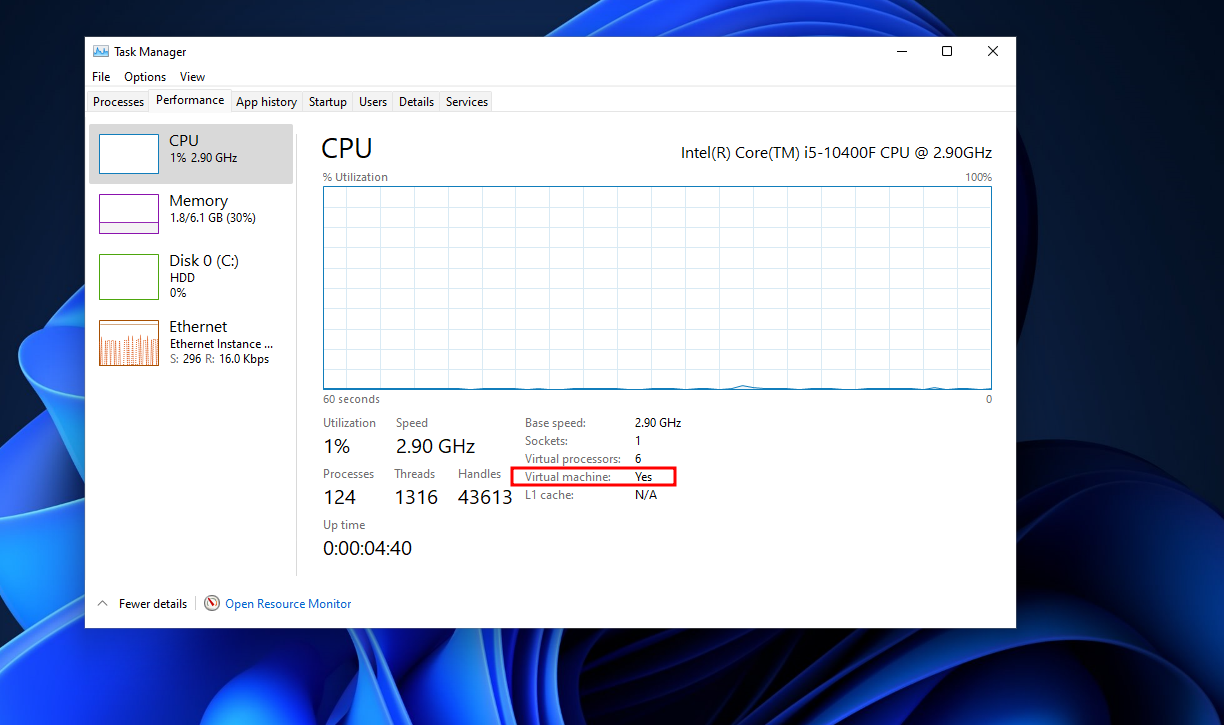 Task Manager
File Options View
Processes Performance App history Startup Users Details Services
CPU
1% 2.90 GHz
Memory
1.8/6.1 GB (30%)
Disk 0 (C:)
HDD
0%
Ethernet
Ethernet Instance ...
S: 296 R: 16.0 Kbps
CPU
Intel(R) Core(TM) i5-10400F CPU @ 2.90GHz
% Utilization 100%
60 seconds 0
Utilization Speed
1% 2.90 GHz
Processes Threads Handles
124 1316 43613
Up time
0:00:04:40
Base speed: 2.90 GHz
Sockets: 1
Virtual processors: 6
Virtual machine: Yes
L1 cache: N/A
Fewer details Open Resource Monitor